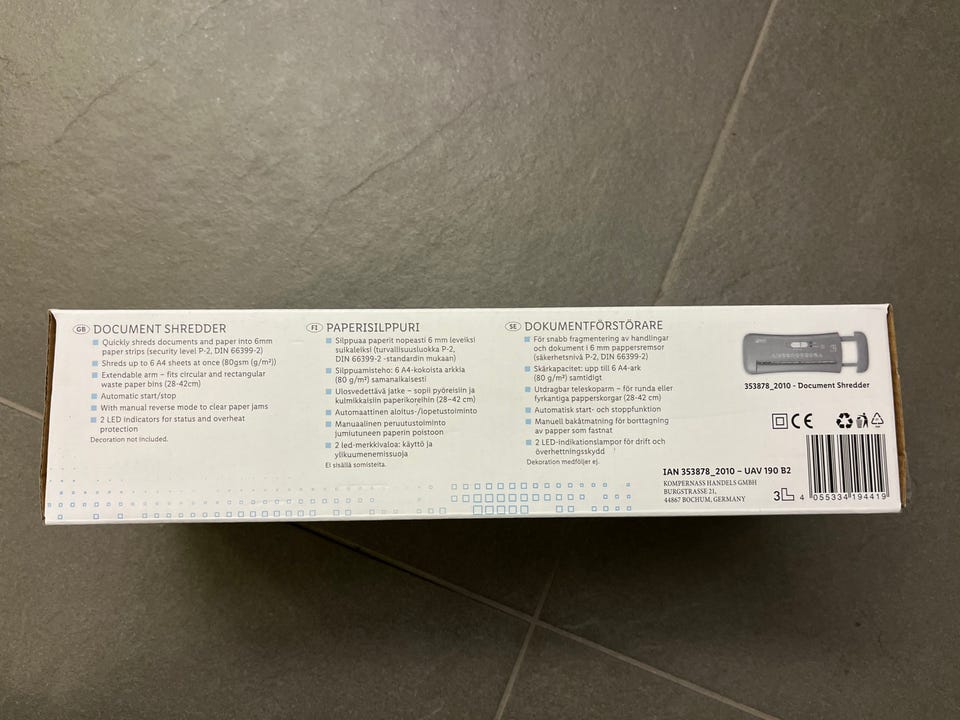 GB DOCUMENT SHREDDER
Quickly shreds documents and paper into 6mm
paper strips (security level P-2, DIN 66399-2)
Shreds up to 6 A4 sheets at once (80gsm (g/m²))
Extendable arm – fits circular and rectangular
waste paper bins (28-42cm)
Automatic start/stop
With manual reverse mode to clear paper jams
2 LED indicators for status and overheat
protection
Decoration not included.
FI PAPERISILPPURI
Silppuaa paperit nopeasti 6 mm leveiksi
suikaleiksi (turvallisuusluokka P-2,
DIN 66399-2 -standardin mukaan)
Silppuamisteho: 6 A4-kokoista arkkia
(80 g/m²) samanaikaisesti
Ulosvedettävä jatke – sopii pyöreisiin ja
kulmikkaisiin paperikoreihin (28–42 cm)
Automaattinen aloitus-/lopetustoiminto
Manuaalinen peruutustoiminto
jumiutuneen paperin poistoon
2 led-merkkivaloa: käyttö ja
ylikuumenemissuoja
Ei sisällä somisteita.
SE DOKUMENTFÖRSTÖRARE
För snabb fragmentering av handlingar
och dokument i 6 mm pappersremsor
(säkerhetsnivå P-2, DIN 66399-2)
Skärkapacitet: upp till 6 A4-ark
(80 g/m²) samtidigt
Utdragbar teleskoparm – för runda eller
fyrkantiga papperskorgar (28-42 cm)
Automatisk start- och stoppfunktion
Manuell bakåtmatning för borttagning
av papper som fastnat
2 LED-indikationslampor för drift och
överhettningsskydd
Dekoration medföljer ej.
353878_2010 - Document Shredder
CE
IAN 353878_2010 – UAV 190 B2
KOMPERNASS HANDELS GMBH
BURGSTRASSE 21,
44867 BOCHUM, GERMANY
3L
4 055334 194419